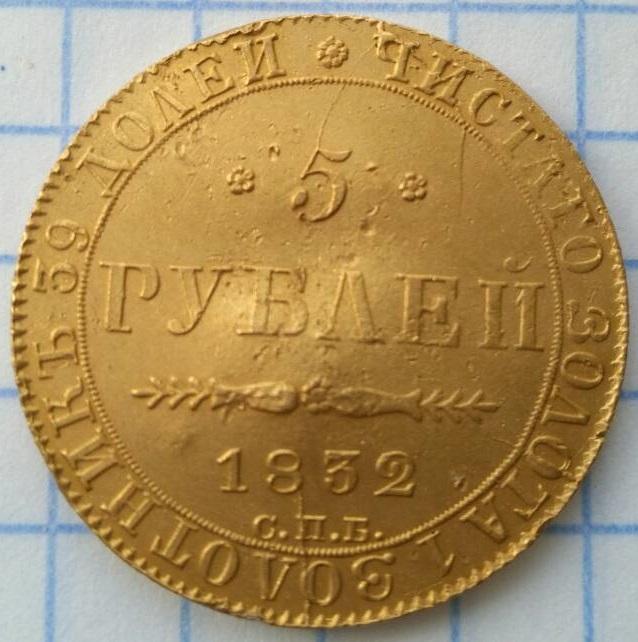 ЧИСТАГО ЗОЛОТА 1 ЗОЛОТНИКЪ 39 ДОЛЕЙ
5
РУБЛЕЙ
1832
С.П.Б.